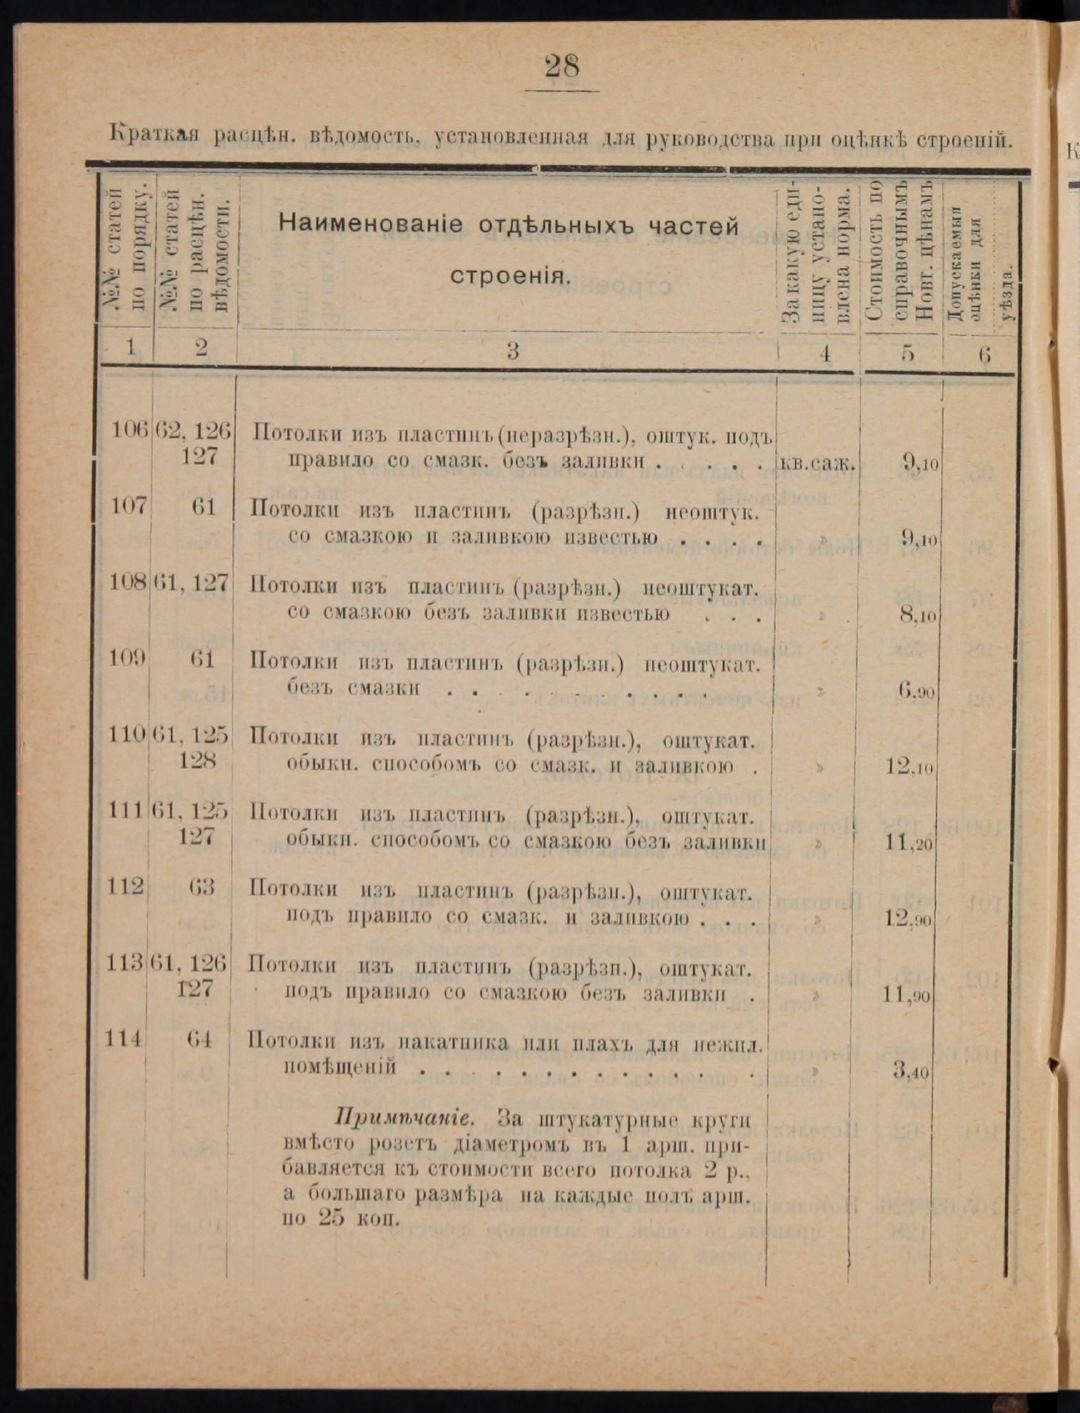 28
Краткая расцѣн. вѣдомость, установленная для руководства при оцѣнкѣ строеній.
№№ статей
по порядку.
№№ статей
по расцѣн.
вѣдомости.
Наименованіе отдѣльныхъ частей
строенія.
За какую еди-
ницу устано-
влена норма.
Стоимость по
справочнымъ
Новг. цѣнамъ
Допускаемыя
оцѣнки для
уѣзда.
1 2 3 4 5 6
106 62, 126 Потолки изъ пластинъ (неразрѣзн.), оштук. подъ
127 правило со смазк. безъ заливки . . . . . кв.саж. 9,10
107 61 Потолки изъ пластинъ (разрѣзн.) неоштук.
со смазкою и заливкою известью . . . . » 9,10
108 61, 127 Потолки изъ пластинъ (разрѣзн.) неоштукат.
со смазкою безъ заливки известью . . . » 8,10
109 61 Потолки изъ пластинъ (разрѣзн.) неоштукат.
безъ смазки . . . . . . . . . . » 6,90
110 61, 125 Потолки изъ пластинъ (разрѣзн.), оштукат.
128 обыкн. способомъ со смазк. и заливкою . » 12,10
111 61, 125 Потолки изъ пластинъ (разрѣзн.), оштукат.
127 обыкн. способомъ со смазкою безъ заливки » 11,20
112 63 Потолки изъ пластинъ (разрѣзн.), оштукат.
подъ правило со смазк. и заливкою . . . » 12,90
113 61, 126 Потолки изъ пластинъ (разрѣзн.), оштукат.
127 подъ правило со смазкою безъ заливки . » 11,90
114 64 Потолки изъ накатника или плахъ для нежил.
помѣщеній . . . . . . . . . . . . » 3,40
Примѣчаніе. За штукатурные круги
вмѣсто розетъ діаметромъ въ 1 арш. при-
бавляется къ стоимости всего потолка 2 р.,
а большаго размѣра на каждые полъ арш.
по 25 коп.